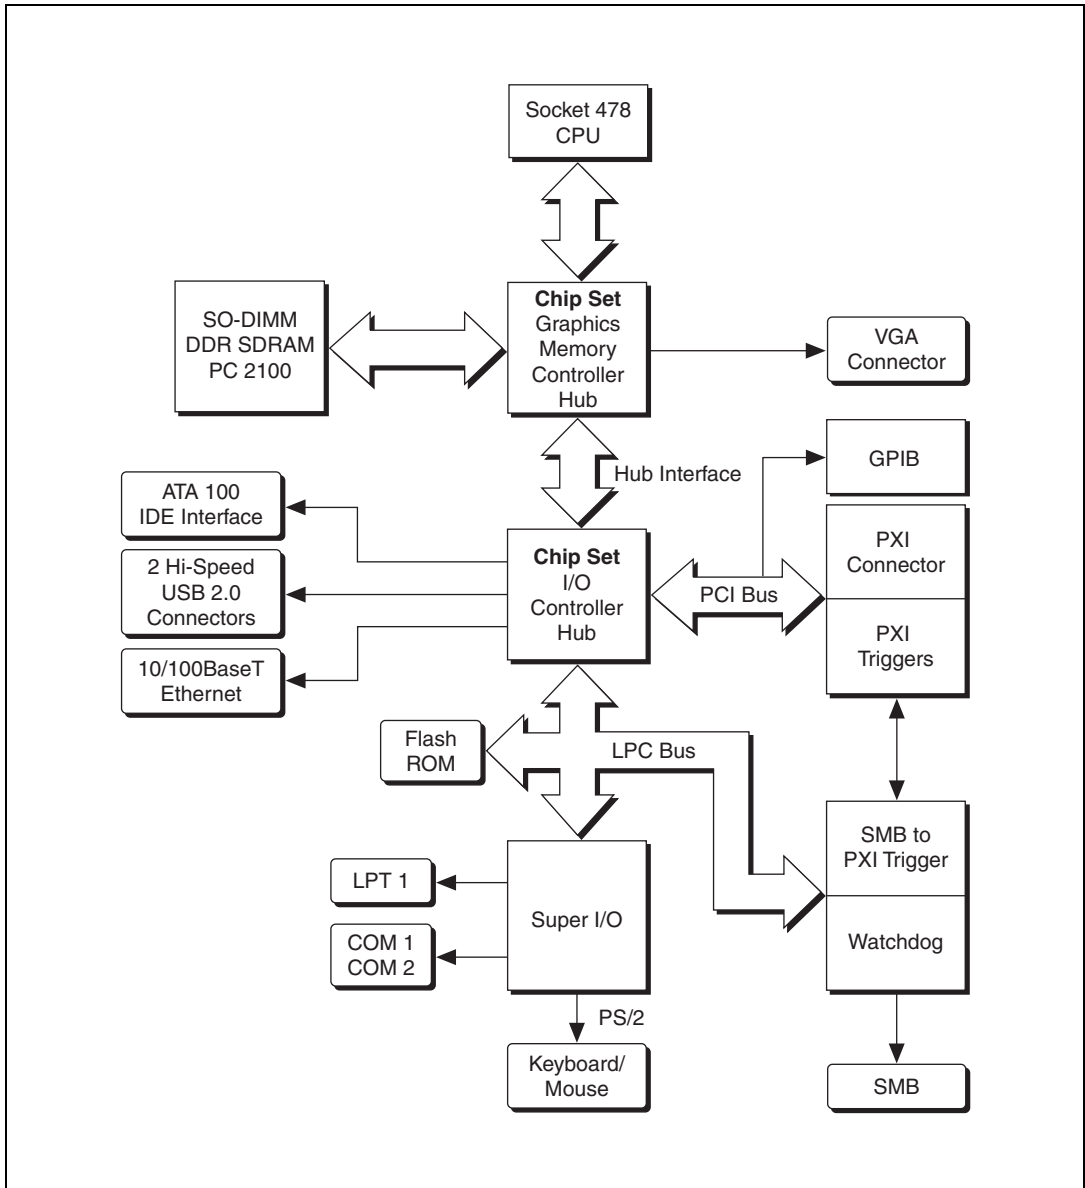 Socket 478
CPU
SO-DIMM
DDR SDRAM
PC 2100
Chip Set
Graphics
Memory
Controller
Hub
VGA
Connector
Hub Interface
GPIB
ATA 100
IDE Interface
2 Hi-Speed
USB 2.0
Connectors
10/100BaseT
Ethernet
Chip Set
I/O
Controller
Hub
PCI Bus
PXI
Connector
PXI
Triggers
Flash
ROM
LPC Bus
LPT 1
COM 1
COM 2
Super I/O
SMB to
PXI Trigger
Watchdog
PS/2
Keyboard/
Mouse
SMB